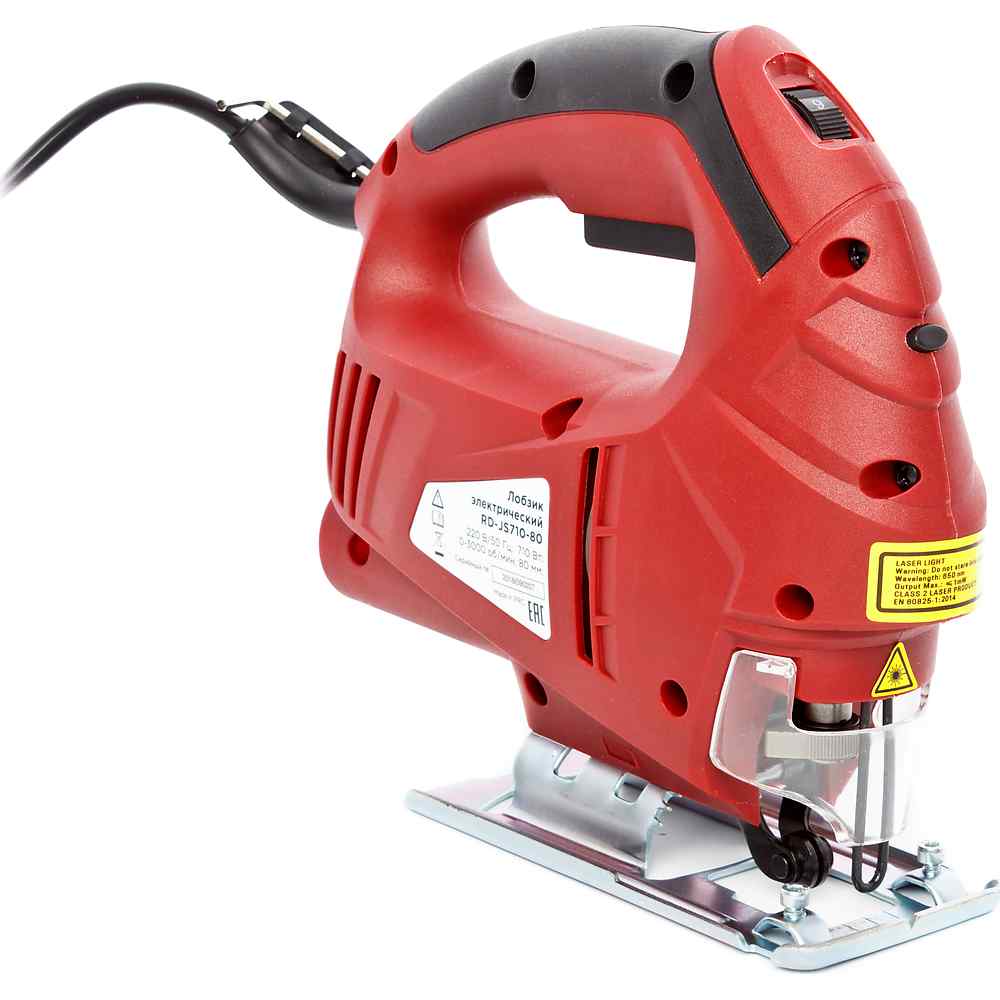 6
Лобзик
электрический
RD-JS710-80
220 В/50 Гц, 710 Вт,
0-3000 об/мин, 80 мм
Серийный №
Made in PRC
EAC
LASER LIGHT
Warning: Do not stare
Wavelength: 650 nm
Output Max.: ≤ 1mW
CLASS 2 LASER PRODUCT
EN 60825-1:2014